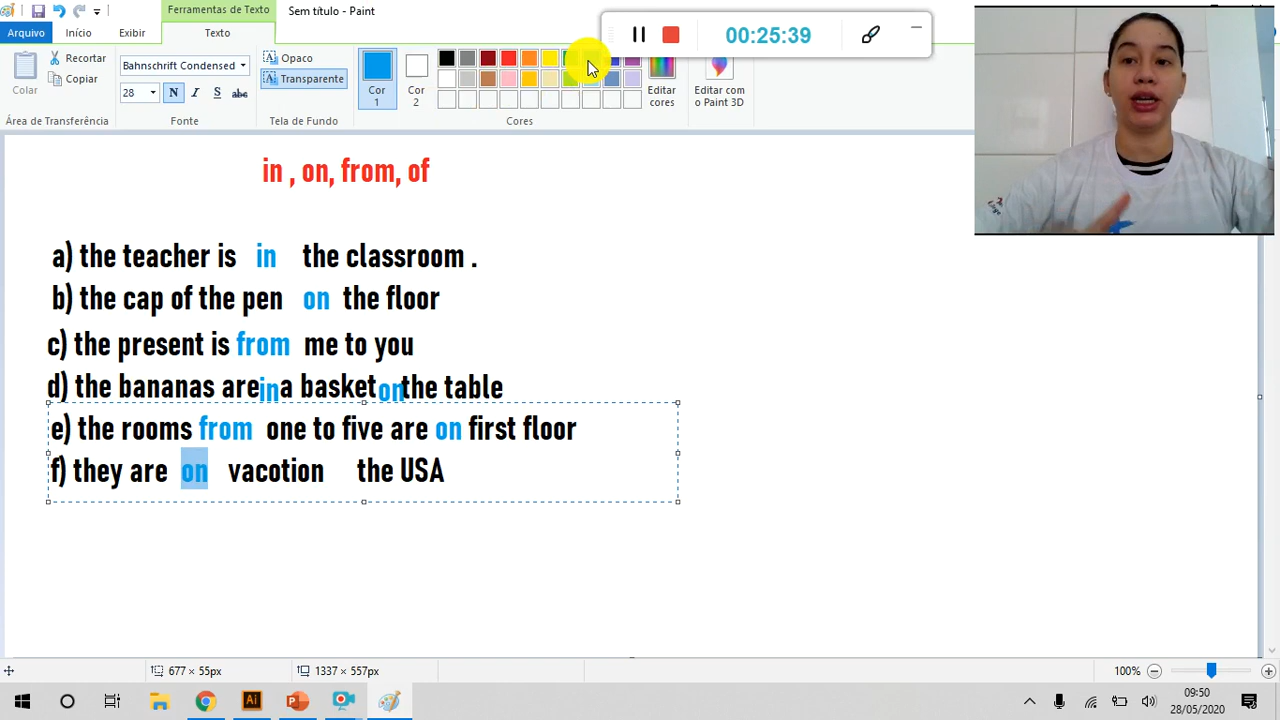 Ferramentas de Texto
Sem título - Paint
Arquivo
Início
Exibir
Texto
00:25:39
Colar
Recortar
Copiar
Área de Transferência
Bahnschrift Condensed
28
N I S abc
Fonte
Opaco
Transparente
Tela de Fundo
Cor 1
Cor 2
Cores
Editar cores
Editar com o Paint 3D
in , on, from, of
a) the teacher is in the classroom .
b) the cap of the pen on the floor
c) the present is from me to you
d) the bananas are in a basket on the table
e) the rooms from one to five are on first floor
f) they are on vacotion the USA
677 × 55px
1337 × 557px
100%
Ai
09:50
28/05/2020